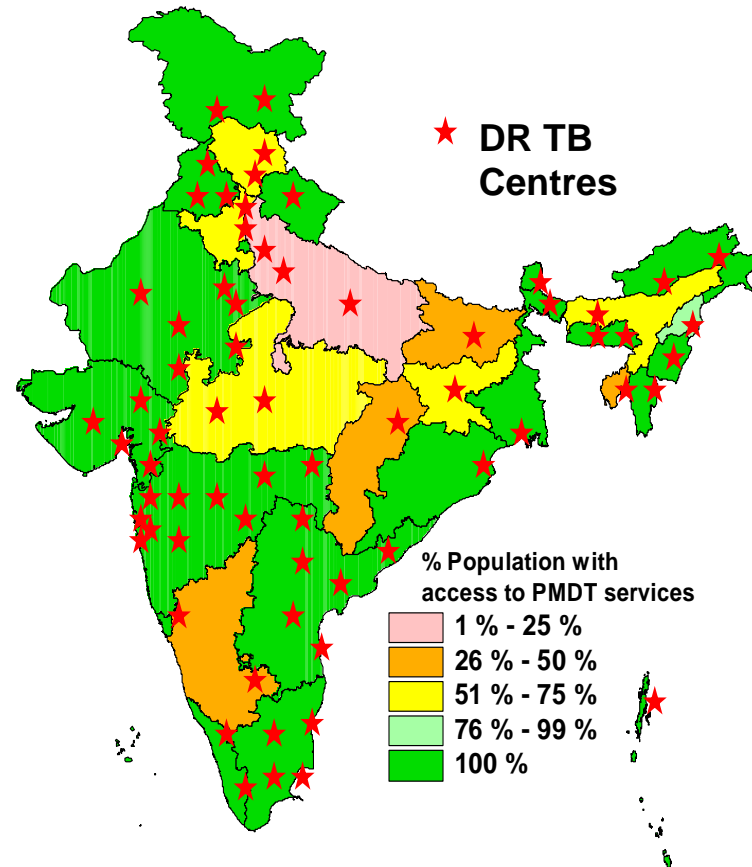 DR TB
Centres
% Population with
access to PMDT services
1 % - 25 %
26 % - 50 %
51 % - 75 %
76 % - 99 %
100 %